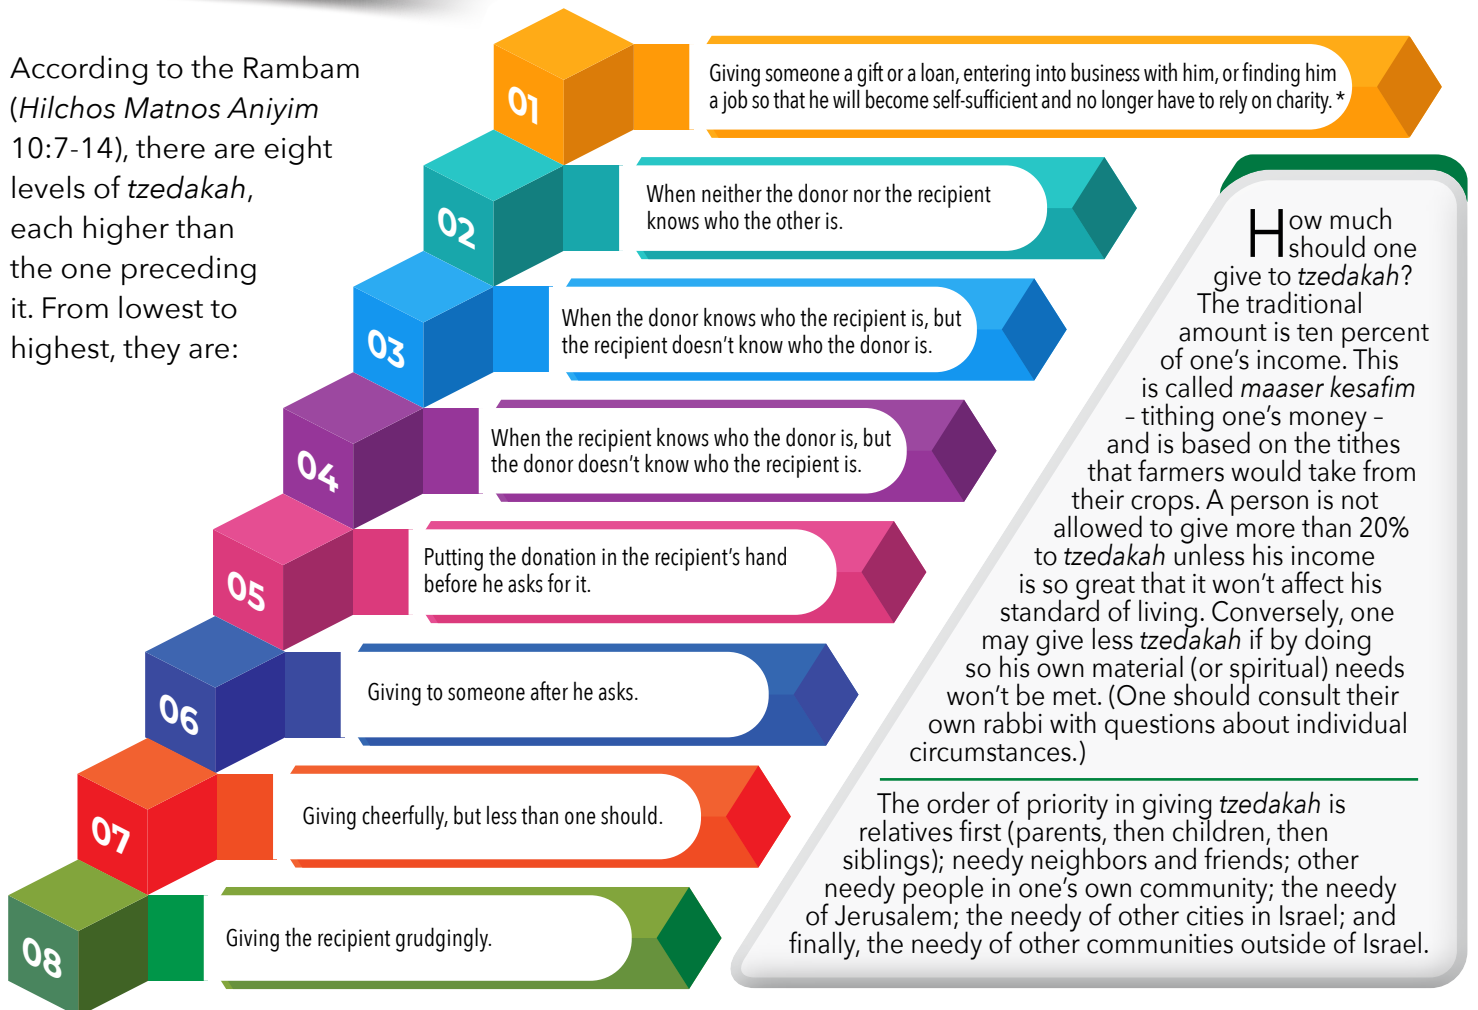 According to the Rambam
(Hilchos Matnos Aniyim
10:7-14), there are eight
levels of tzedakah,
each higher than
the one preceding
it. From lowest to
highest, they are:
01
Giving someone a gift or a loan, entering into business with him, or finding him
a job so that he will become self-sufficient and no longer have to rely on charity. *
02
When neither the donor nor the recipient
knows who the other is.
03
When the donor knows who the recipient is, but
the recipient doesn't know who the donor is.
04
When the recipient knows who the donor is, but
the donor doesn't know who the recipient is.
05
Putting the donation in the recipient's hand
before he asks for it.
06
Giving to someone after he asks.
07
Giving cheerfully, but less than one should.
08
Giving the recipient grudgingly.
How much
should one
give to tzedakah?
The traditional
amount is ten percent
of one's income. This
is called maaser kesafim
– tithing one's money –
and is based on the tithes
that farmers would take from
their crops. A person is not
allowed to give more than 20%
to tzedakah unless his income
is so great that it won't affect his
standard of living. Conversely, one
may give less tzedakah if by doing
so his own material (or spiritual) needs
won't be met. (One should consult their
own rabbi with questions about individual
circumstances.)
The order of priority in giving tzedakah is
relatives first (parents, then children, then
siblings); needy neighbors and friends; other
needy people in one's own community; the needy
of Jerusalem; the needy of other cities in Israel; and
finally, the needy of other communities outside of Israel.